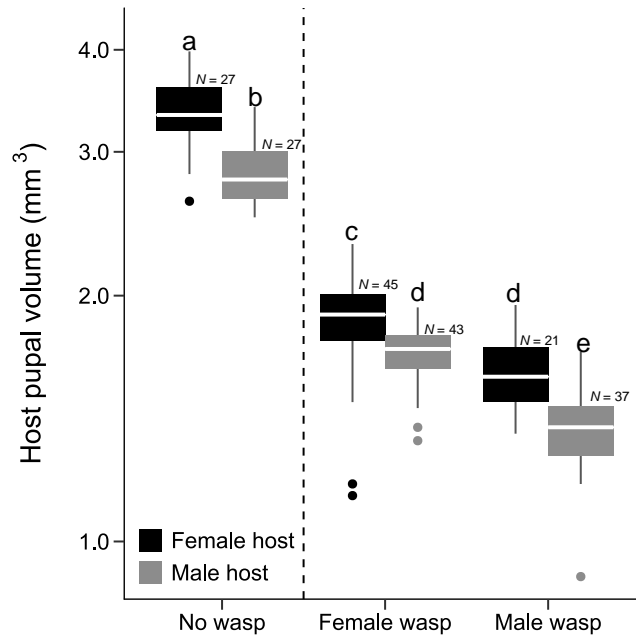 Host pupal volume (mm 3)
4.0
3.0
2.0
1.0
a
N = 27
b
N = 27
c
N = 45
d
N = 43
d
N = 21
e
N = 37
Female host
Male host
No wasp
Female wasp
Male wasp